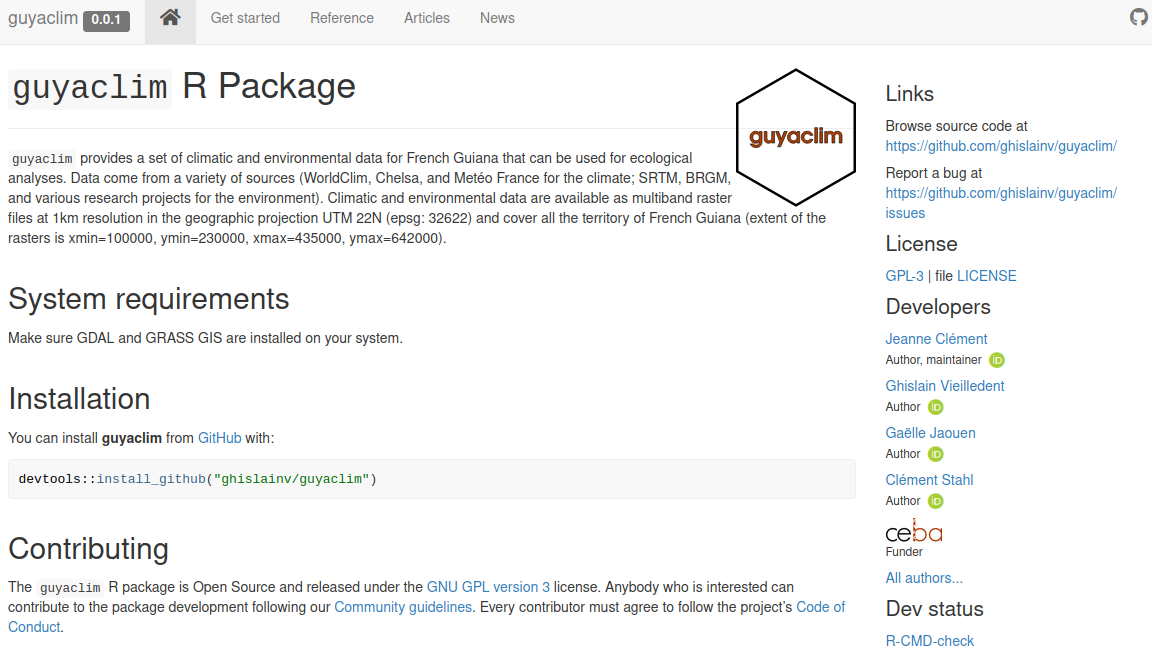 guyaclim 0.0.1 Get started Reference Articles News
guyaclim R Package
guyaclim
guyaclim provides a set of climatic and environmental data for French Guiana that can be used for ecological
analyses. Data come from a variety of sources (WorldClim, Chelsa, and Metéo France for the climate; SRTM, BRGM,
and various research projects for the environment). Climatic and environmental data are available as multiband raster
files at 1km resolution in the geographic projection UTM 22N (epsg: 32622) and cover all the territory of French Guiana (extent of the
rasters is xmin=100000, ymin=230000, xmax=435000, ymax=642000).
System requirements
Make sure GDAL and GRASS GIS are installed on your system.
Installation
You can install guyaclim from GitHub with:
devtools::install_github("ghislainv/guyaclim")
Contributing
The guyaclim R package is Open Source and released under the GNU GPL version 3 license. Anybody who is interested can
contribute to the package development following our Community guidelines. Every contributor must agree to follow the project's Code of
Conduct.
Links
Browse source code at
https://github.com/ghislainv/guyaclim/
Report a bug at
https://github.com/ghislainv/guyaclim/
issues
License
GPL-3 | file LICENSE
Developers
Jeanne Clément
Author, maintainer iD
Ghislain Vieilledent
Author iD
Gaëlle Jaouen
Author iD
Clément Stahl
Author iD
ceba
Funder
All authors...
Dev status
R-CMD-check